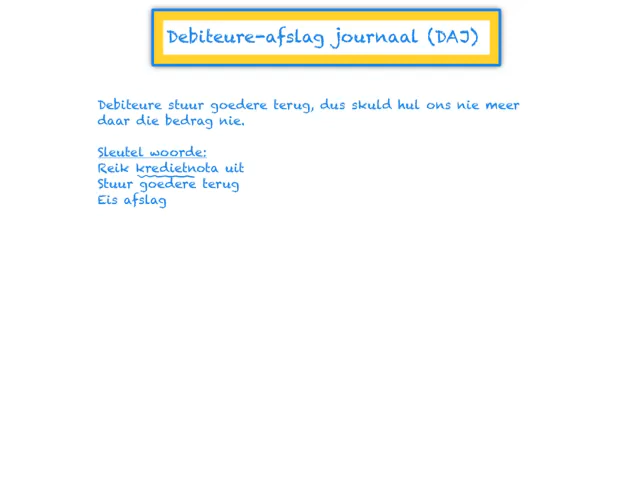 Debiteure-afslag journaal (DAJ)
Debiteure stuur goedere terug, dus skuld hul ons nie meer
daar die bedrag nie.
Sleutel woorde:
Reik kredietnota uit
Stuur goedere terug
Eis afslag